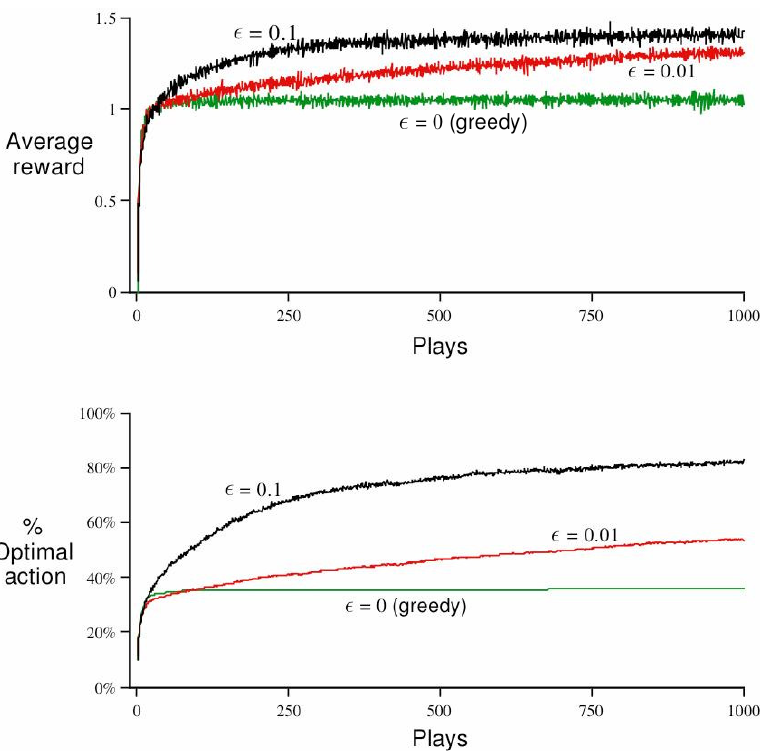 1.5
ϵ = 0.1
ϵ = 0.01
1
ϵ = 0 (greedy)
Average
reward
0.5
0
0 250 500 750 1000
Plays
100%
80%
ϵ = 0.1
60%
ϵ = 0.01
%
Optimal
action
40%
ϵ = 0 (greedy)
20%
0%
0 250 500 750 1000
Plays